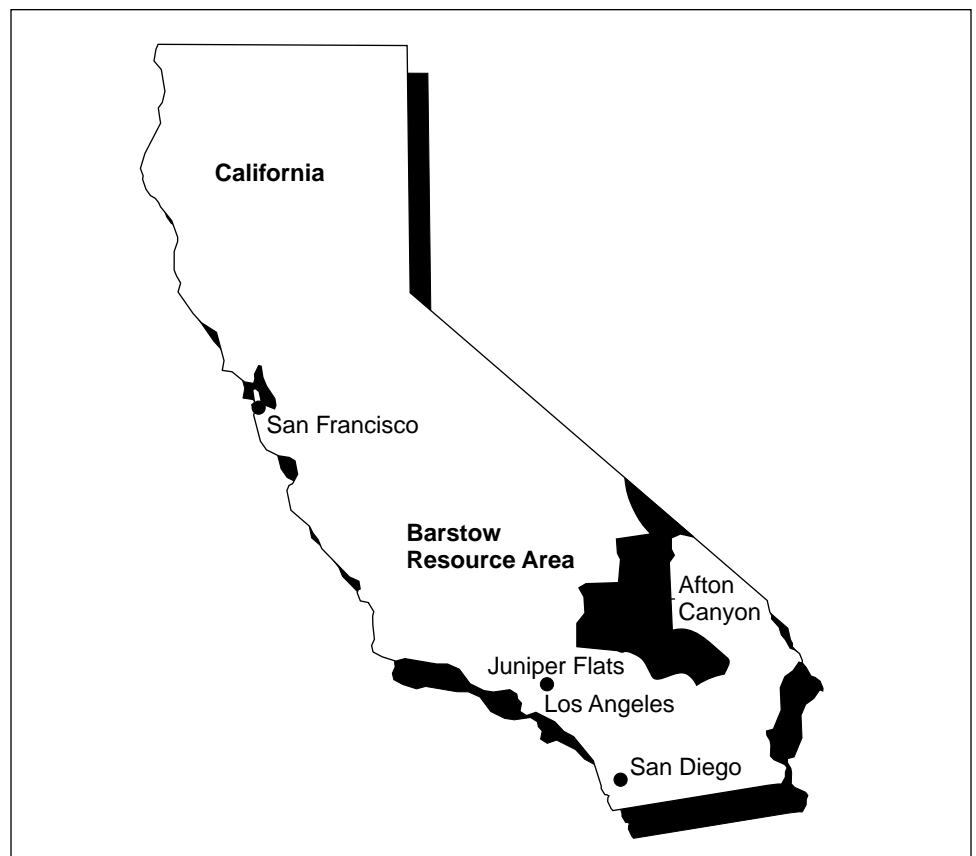 California
San Francisco
Barstow
Resource Area
Afton
Canyon
Juniper Flats
Los Angeles
San Diego